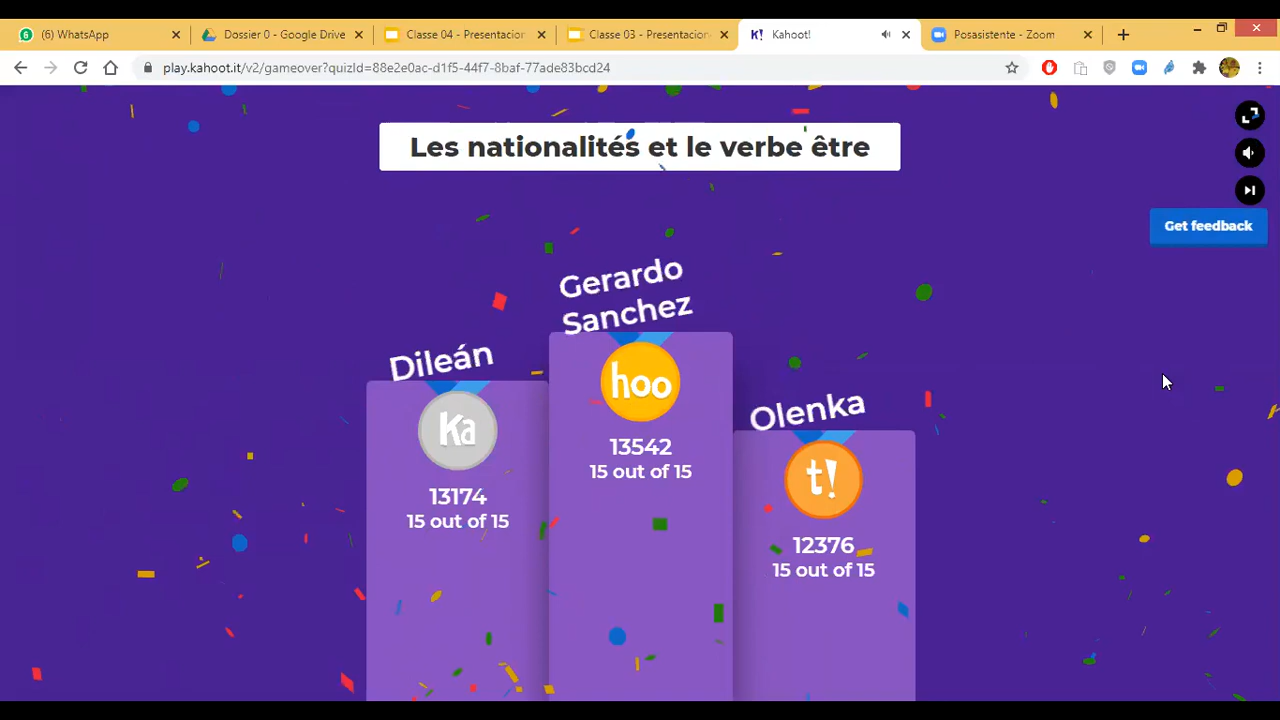 6
(6) WhatsApp
Dossier 0 - Google Drive
Classe 04 - Presentacion
Classe 03 - Presentacion
K! Kahoot!
Posasistente - Zoom
play.kahoot.it/v2/gameover?quizId=88e2e0ac-d1f5-44f7-8baf-77ade83bcd24
Les nationalités et le verbe être
Get feedback
Gerardo
Sanchez
hoo
13542
15 out of 15
Dileán
Ka
13174
15 out of 15
Olenka
t!
12376
15 out of 15